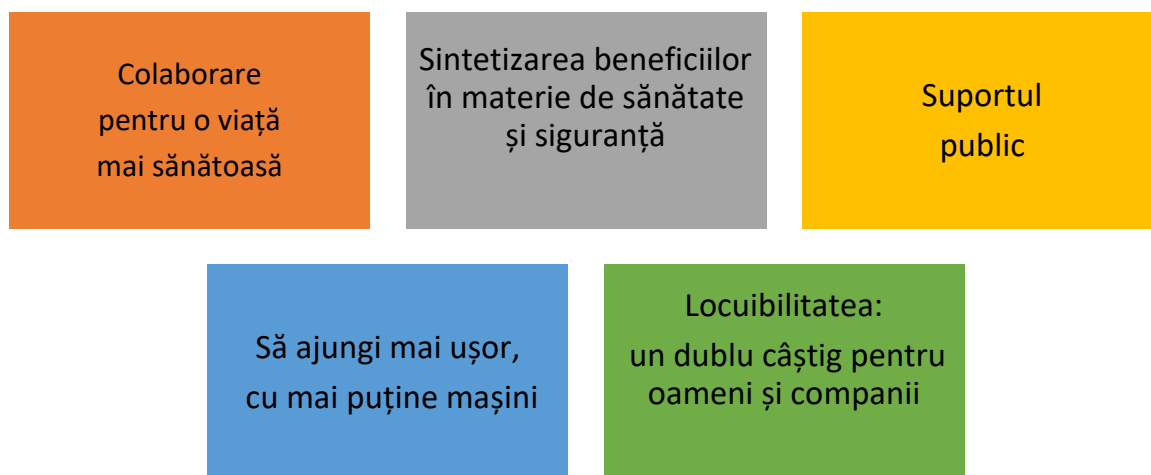 Colaborare
pentru o viață
mai sănătoasă
Sintetizarea beneficiilor
în materie de sănătate
și siguranță
Suportul
public
Să ajungi mai ușor,
cu mai puține mașini
Locuibilitatea:
un dublu câștig pentru
oameni și companii